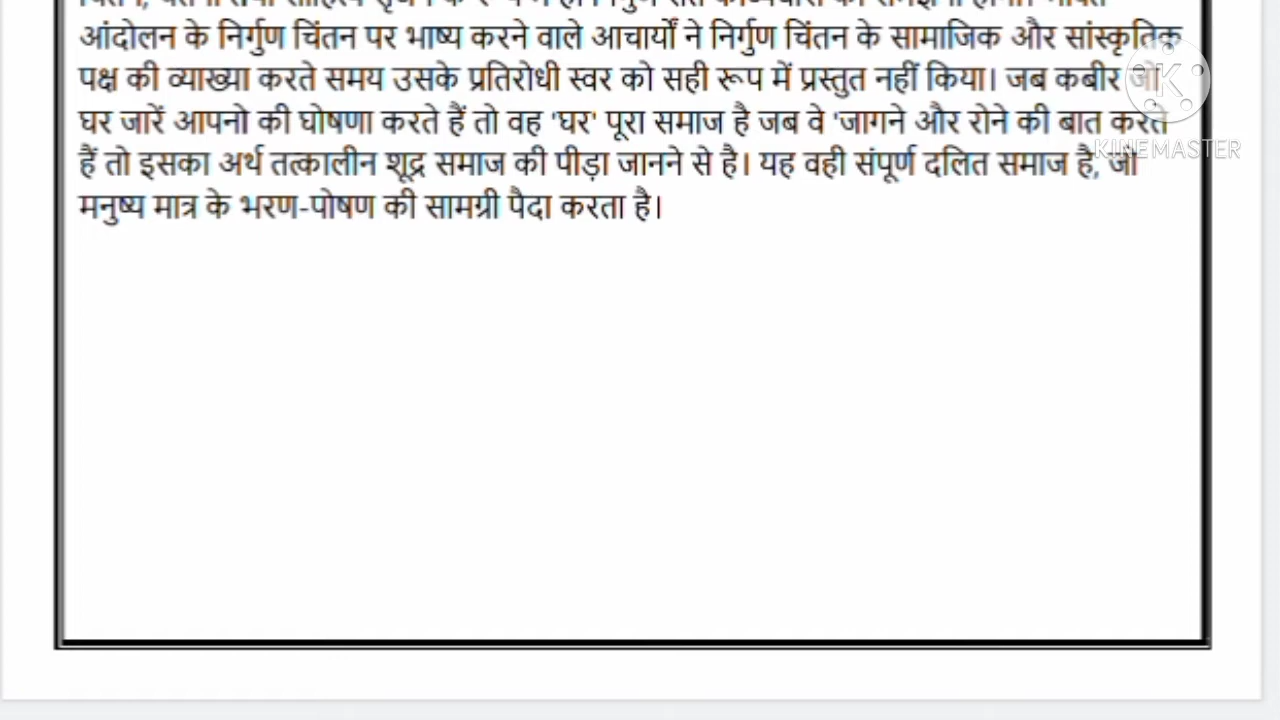 आंदोलन के निर्गुण चिंतन पर भाष्य करने वाले आचार्यों ने निर्गुण चिंतन के सामाजिक और सांस्कृतिक
पक्ष की व्याख्या करते समय उसके प्रतिरोधी स्वर को सही रूप में प्रस्तुत नहीं किया। जब कबीर जो
घर जारें आपनो की घोषणा करते हैं तो वह 'घर' पूरा समाज है जब वे 'जागने और रोने की बात करते
हैं तो इसका अर्थ तत्कालीन शूद्र समाज की पीड़ा जानने से है। यह वही संपूर्ण दलित समाज है, जो
मनुष्य मात्र के भरण-पोषण की सामग्री पैदा करता है।
K
KINEMASTER